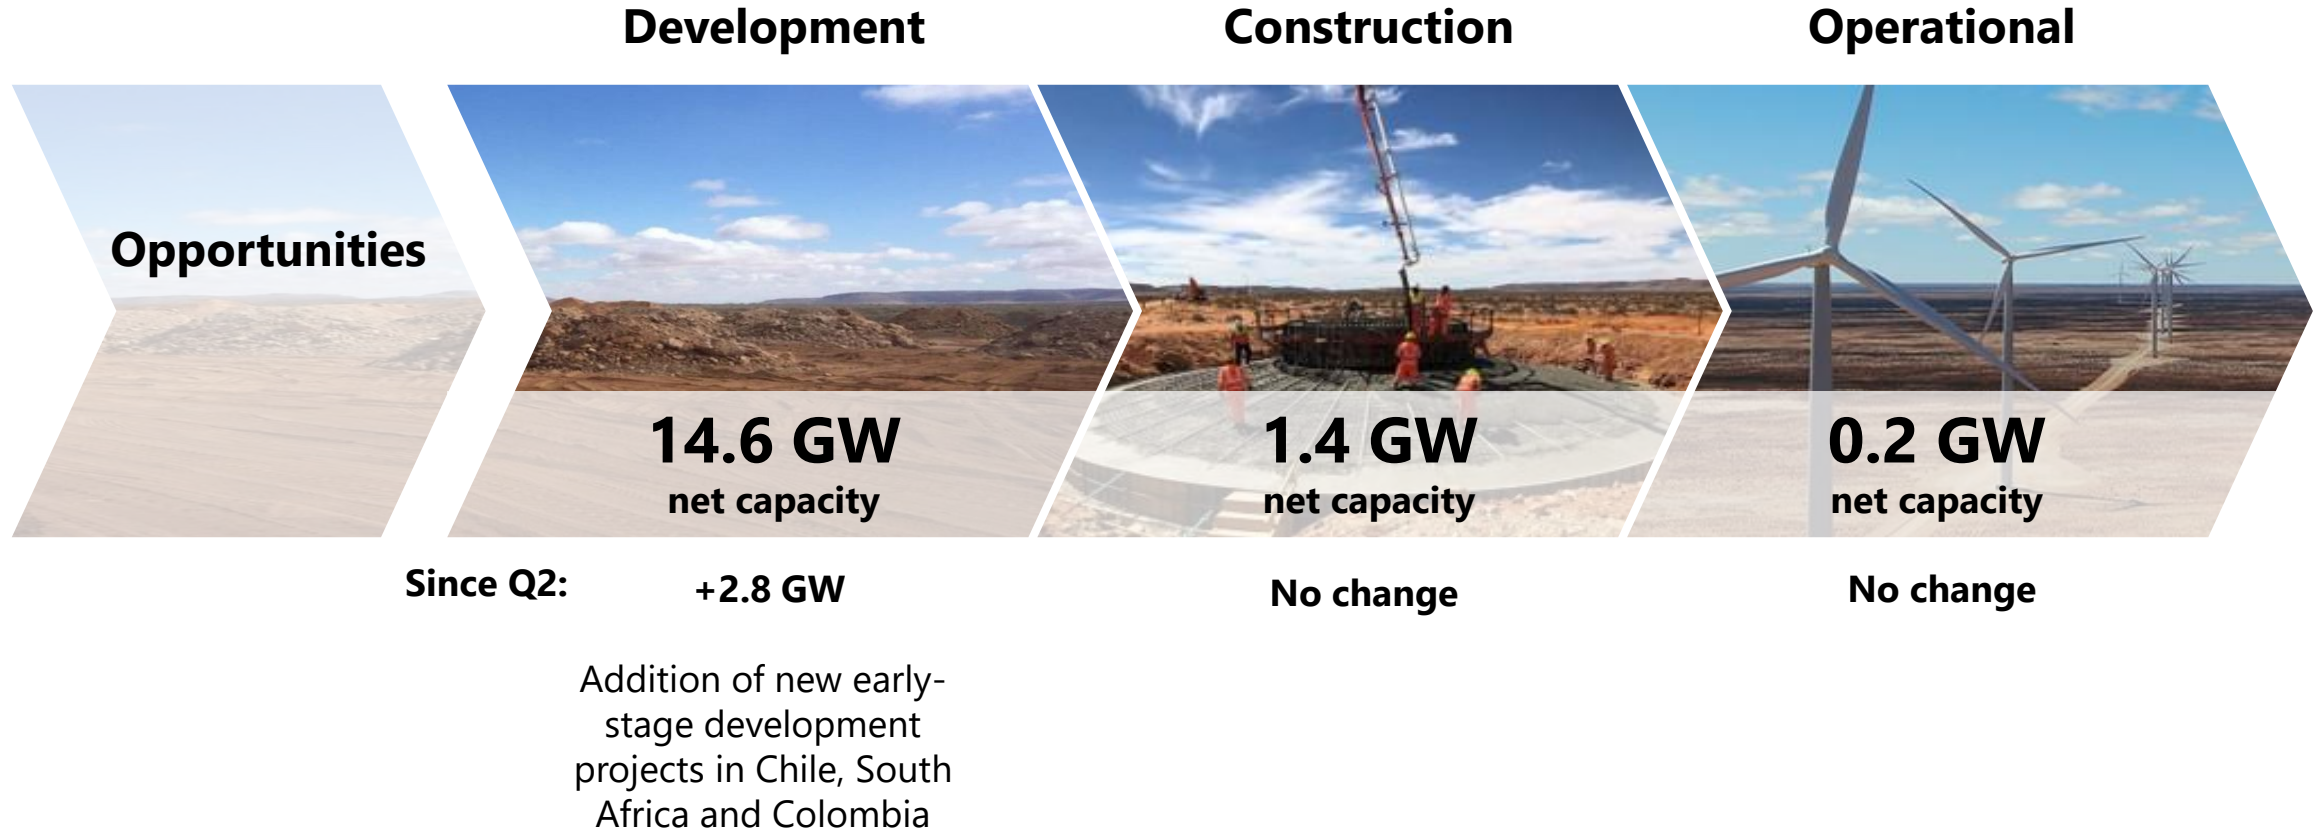 Development
Construction
Operational
Opportunities
14.6 GW
net capacity
1.4 GW
net capacity
0.2 GW
net capacity
Since Q2:
+2.8 GW
No change
No change
Addition of new early-
stage development
projects in Chile, South
Africa and Colombia